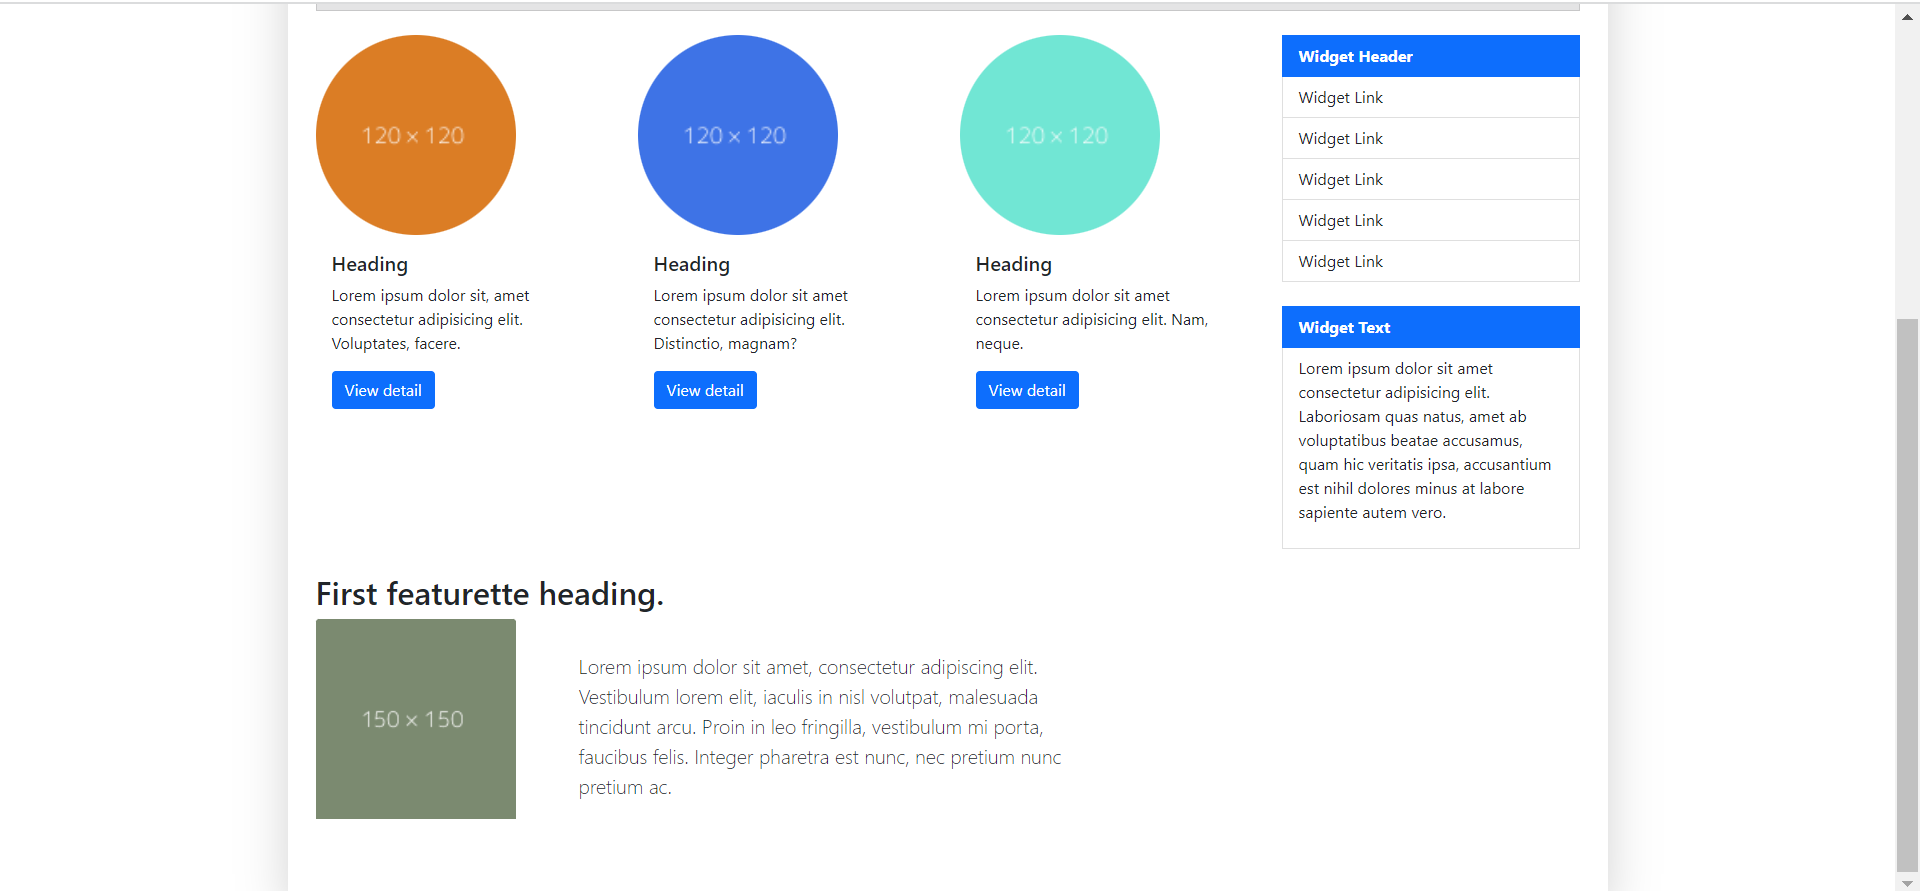 120 × 120
Heading
Lorem ipsum dolor sit, amet
consectetur adipisicing elit.
Voluptates, facere.
View detail
120 × 120
Heading
Lorem ipsum dolor sit amet
consectetur adipisicing elit.
Distinctio, magnam?
View detail
120 × 120
Heading
Lorem ipsum dolor sit amet
consectetur adipisicing elit. Nam,
neque.
View detail
Widget Header
Widget Link
Widget Link
Widget Link
Widget Link
Widget Link
Widget Text
Lorem ipsum dolor sit amet
consectetur adipisicing elit.
Laboriosam quas natus, amet ab
voluptatibus beatae accusamus,
quam hic veritatis ipsa, accusantium
est nihil dolores minus at labore
sapiente autem vero.
First featurette heading.
150 × 150
Lorem ipsum dolor sit amet, consectetur adipiscing elit.
Vestibulum lorem elit, iaculis in nisl volutpat, malesuada
tincidunt arcu. Proin in leo fringilla, vestibulum mi porta,
faucibus felis. Integer pharetra est nunc, nec pretium nunc
pretium ac.